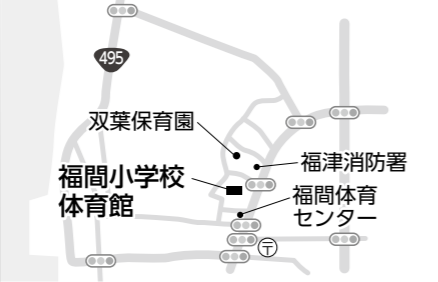 495
双葉保育園
福津消防署
福間小学校
体育館
福間体育
センター
〒